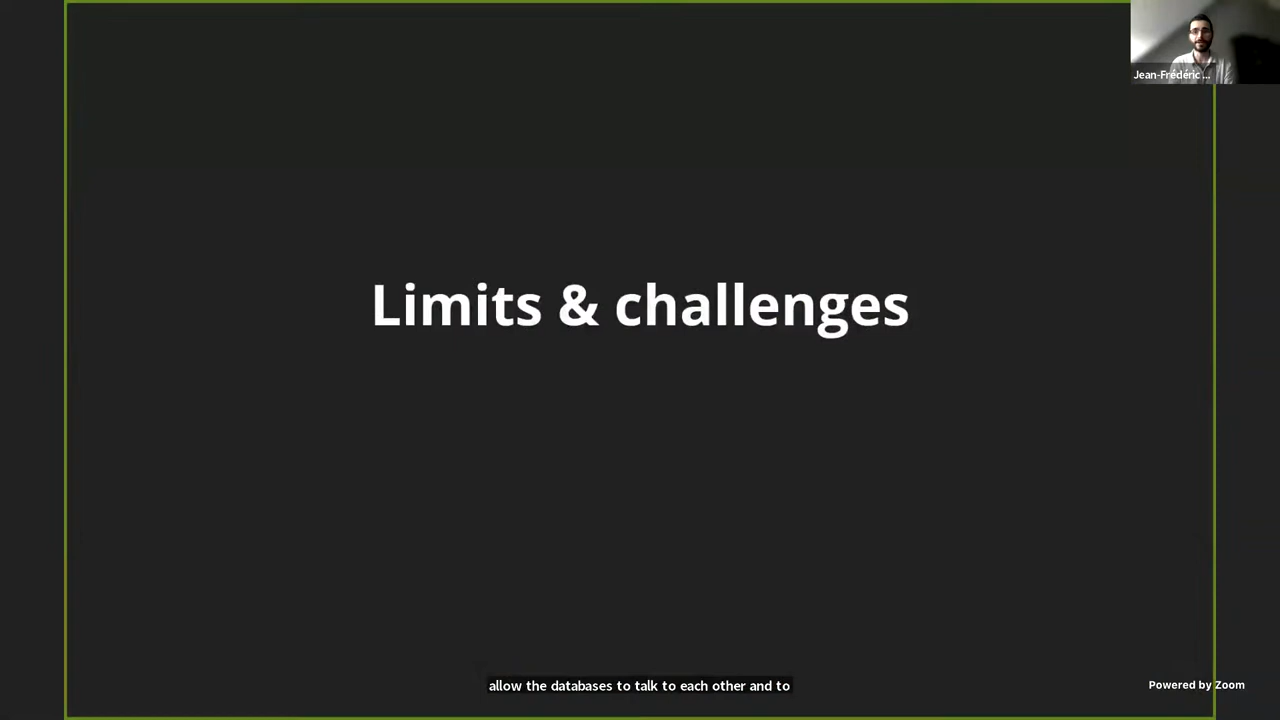 Jean-Frédéric ...
Limits & challenges
allow the databases to talk to each other and to
Powered by Zoom